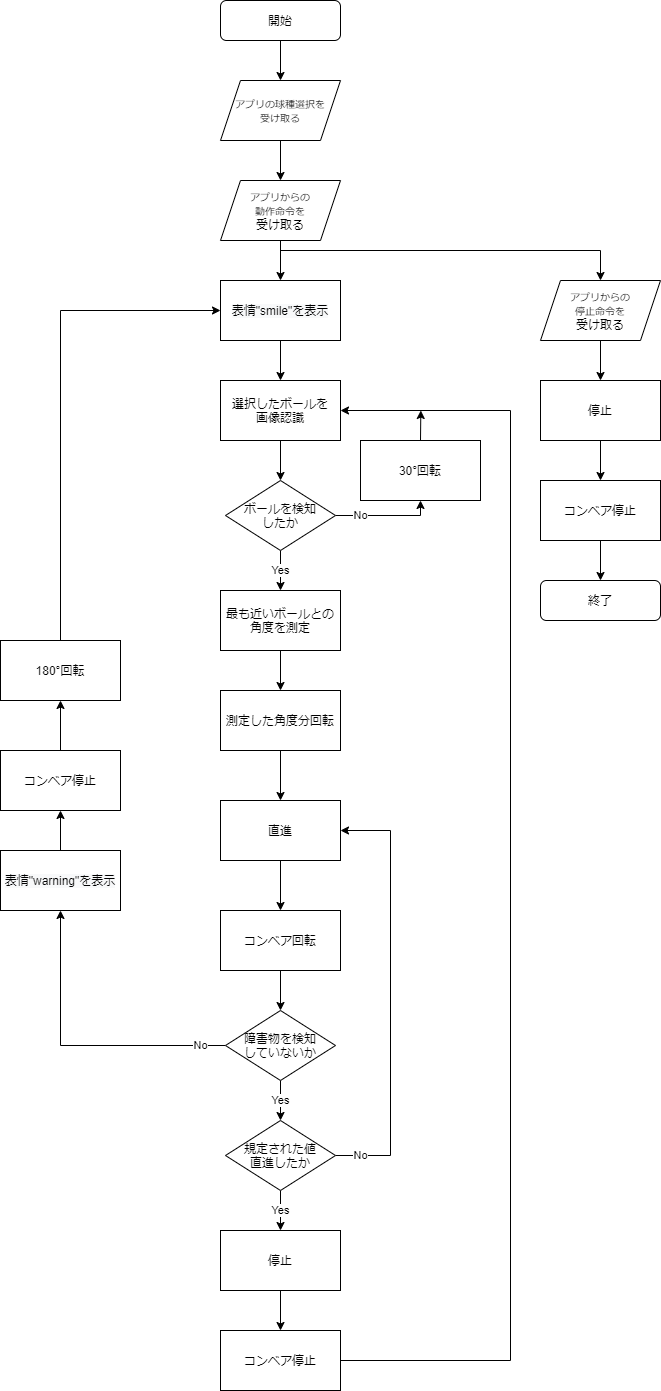 開始
アプリの球種選択を
受け取る
アプリからの
動作命令を
受け取る
表情"smile"を表示
アプリからの
停止命令を
受け取る
選択したボールを
画像認識
停止
30°回転
ボールを検知
したか
No
コンベア停止
Yes
終了
最も近いボールとの
角度を測定
180°回転
測定した角度分回転
コンベア停止
直進
表情"warning"を表示
コンベア回転
障害物を検知
していないか
No
Yes
規定された値
直進したか
No
Yes
停止
コンベア停止